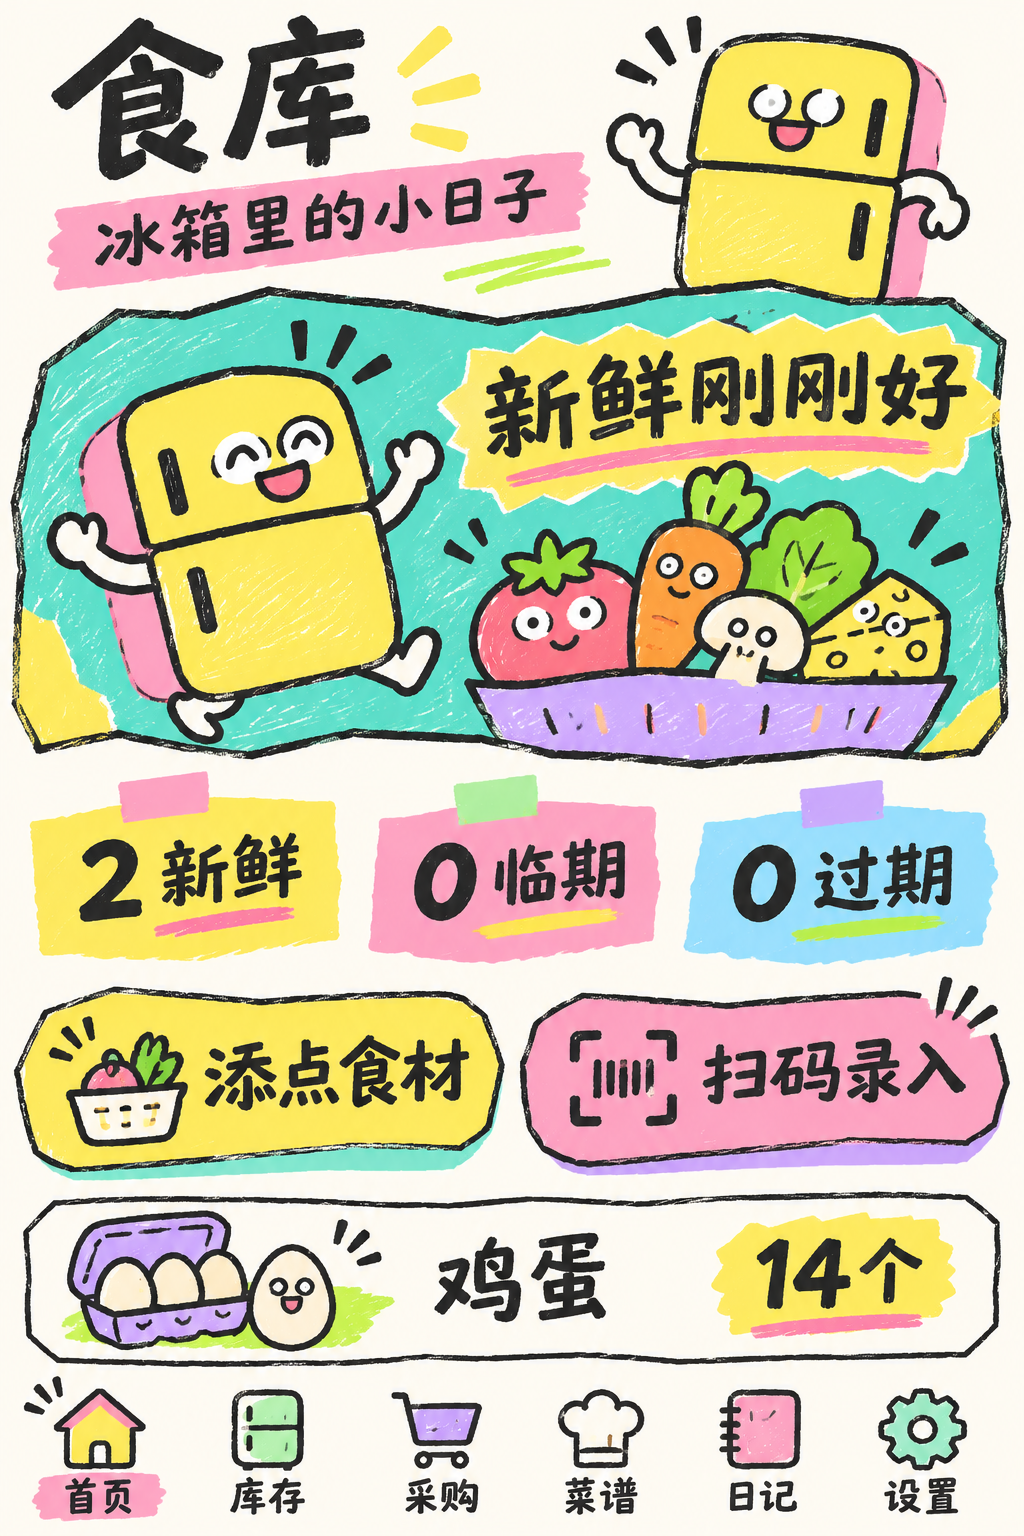 食库
冰箱里的小日子
新鲜刚刚好
2 新鲜
0 临期
0 过期
添点食材
扫码录入
鸡蛋
14个
首页
库存
采购
菜谱
日记
设置